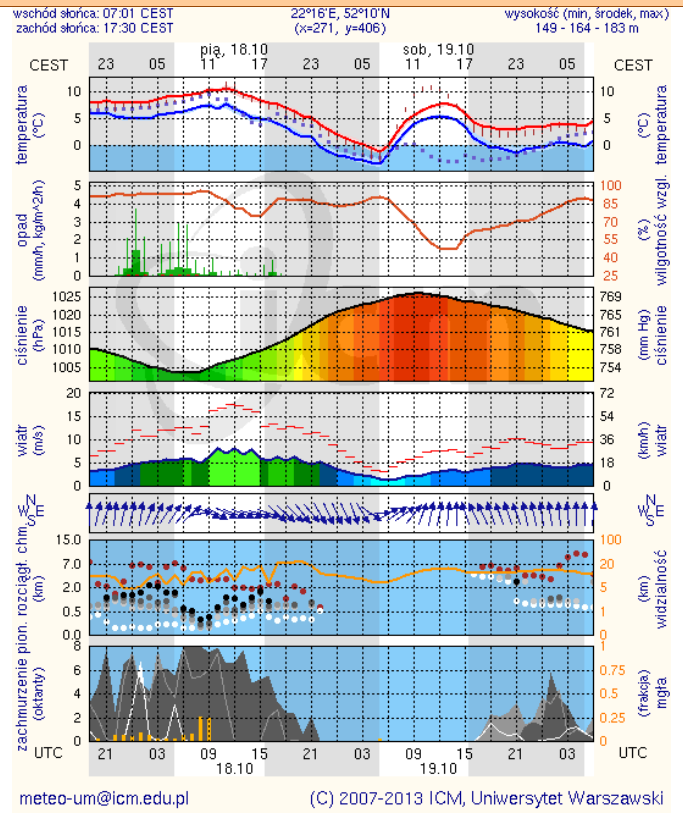 wschód słońca: 07:01 CEST 22°16'E, 52°10'N wysokość (min, środek, max)
zachód słońca: 17:30 CEST (x=271, y=406) 149 - 164 - 183 m
pią, 18.10 sob, 19.10
CEST 23 05 11 17 23 05 11 17 23 05 CEST
temperatura (°C) 10 5 0 10 5 0 (°C) temperatura
opad (mm/h, kg/m^2/h) 5 4 3 2 1 0 100 85 70 55 40 25 (%) wilgotność wzgl.
ciśnienie (hPa) 1025 1020 1015 1010 1005 769 765 761 758 754 (mm Hg) ciśnienie
wiatr (m/s) 20 15 10 5 0 72 54 36 18 0 (km/h) wiatr
N W E S N W E S
pion. rozciągł. chm. (km) 15.0 7.0 2.0 0.5 0.0 100 20 5 1 0 (km) widzialność
zachmurzenie (oktanty) 8 6 4 2 0 1 0.75 0.5 0.25 0 (frakcja) mgła
UTC 21 03 09 15 21 03 09 15 21 03 UTC
18.10 19.10
icm
meteo-um@icm.edu.pl (C) 2007-2013 ICM, Uniwersytet Warszawski